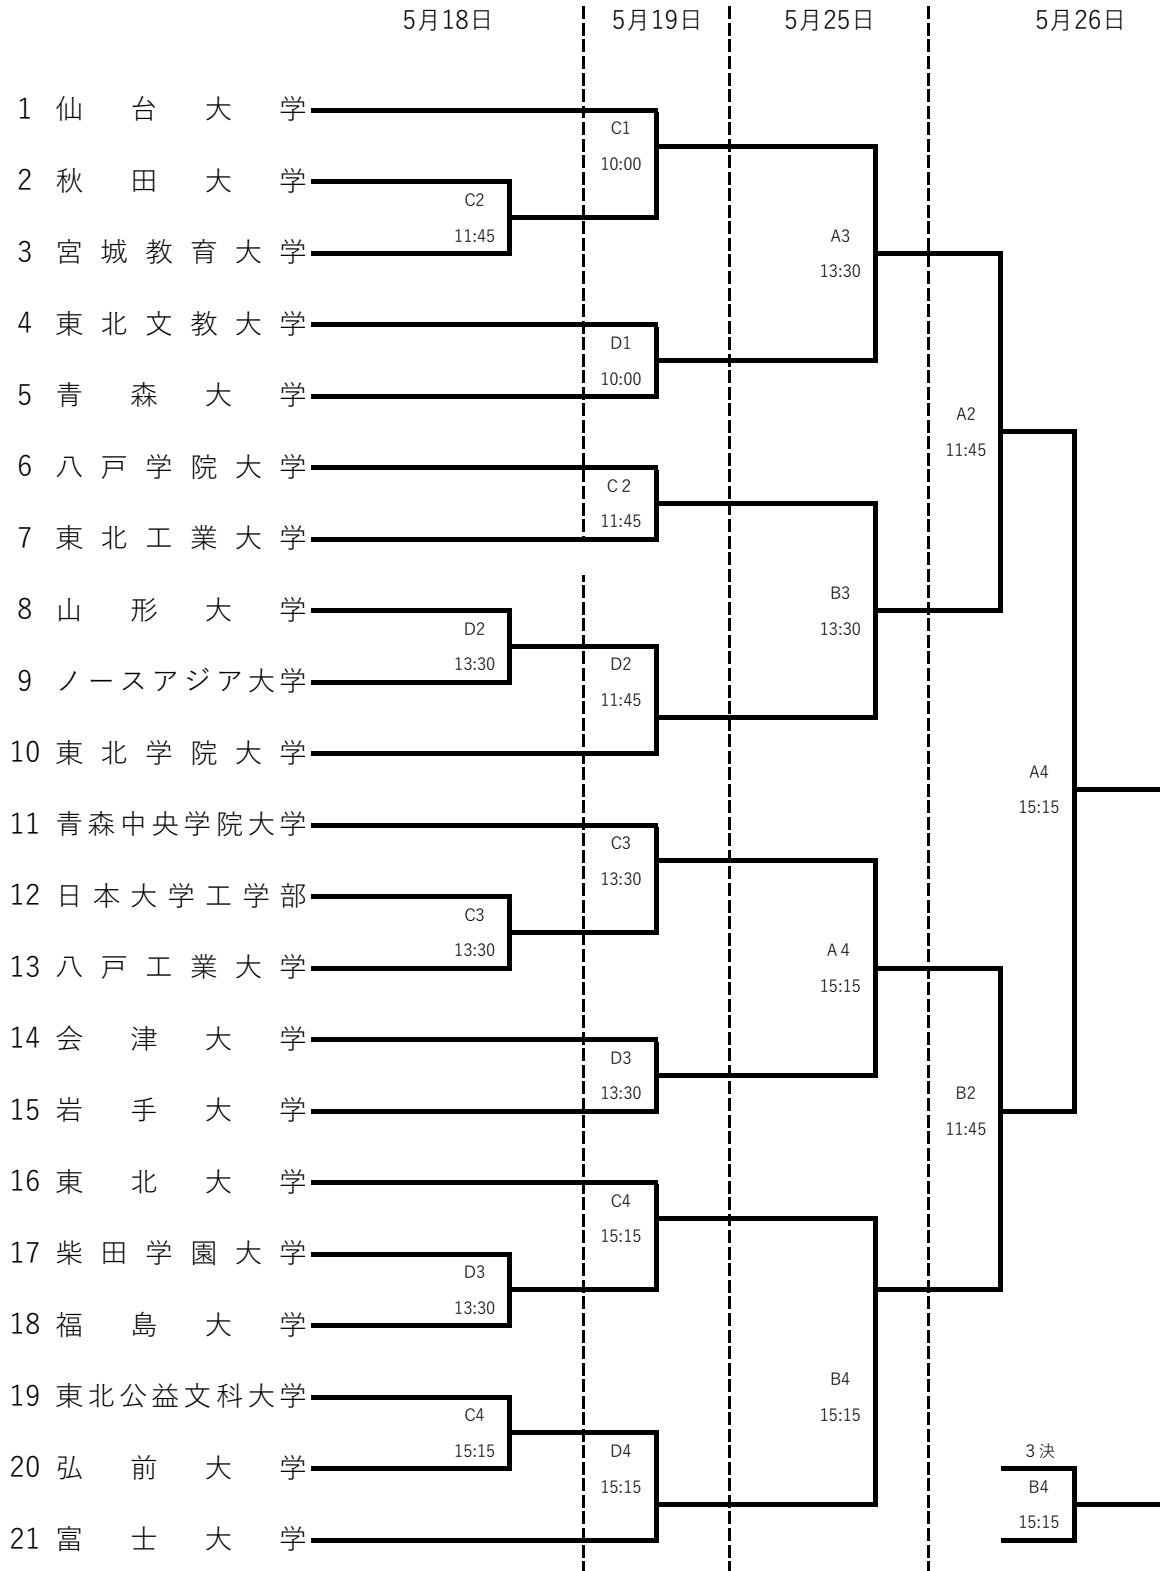 5月18日 5月19日 5月25日 5月26日
1 仙台大学
C1
10:00
2 秋田大学
C2
11:45
3 宮城教育大学
A3
13:30
4 東北文教大学
D1
10:00
5 青森大学
A2
11:45
6 八戸学院大学
C 2
11:45
7 東北工業大学
8 山形大学
B3
13:30
D2
13:30
9 ノースアジア大学
D2
11:45
10 東北学院大学
A4
15:15
11 青森中央学院大学
C3
13:30
12 日本大学工学部
C3
13:30
13 八戸工業大学
A 4
15:15
14 会津大学
D3
13:30
15 岩手大学
B2
11:45
16 東北大学
C4
15:15
17 柴田学園大学
D3
13:30
18 福島大学
B4
15:15
19 東北公益文科大学
C4
15:15
20 弘前大学
D4
15:15
3 決
B4
15:15
21 富士大学